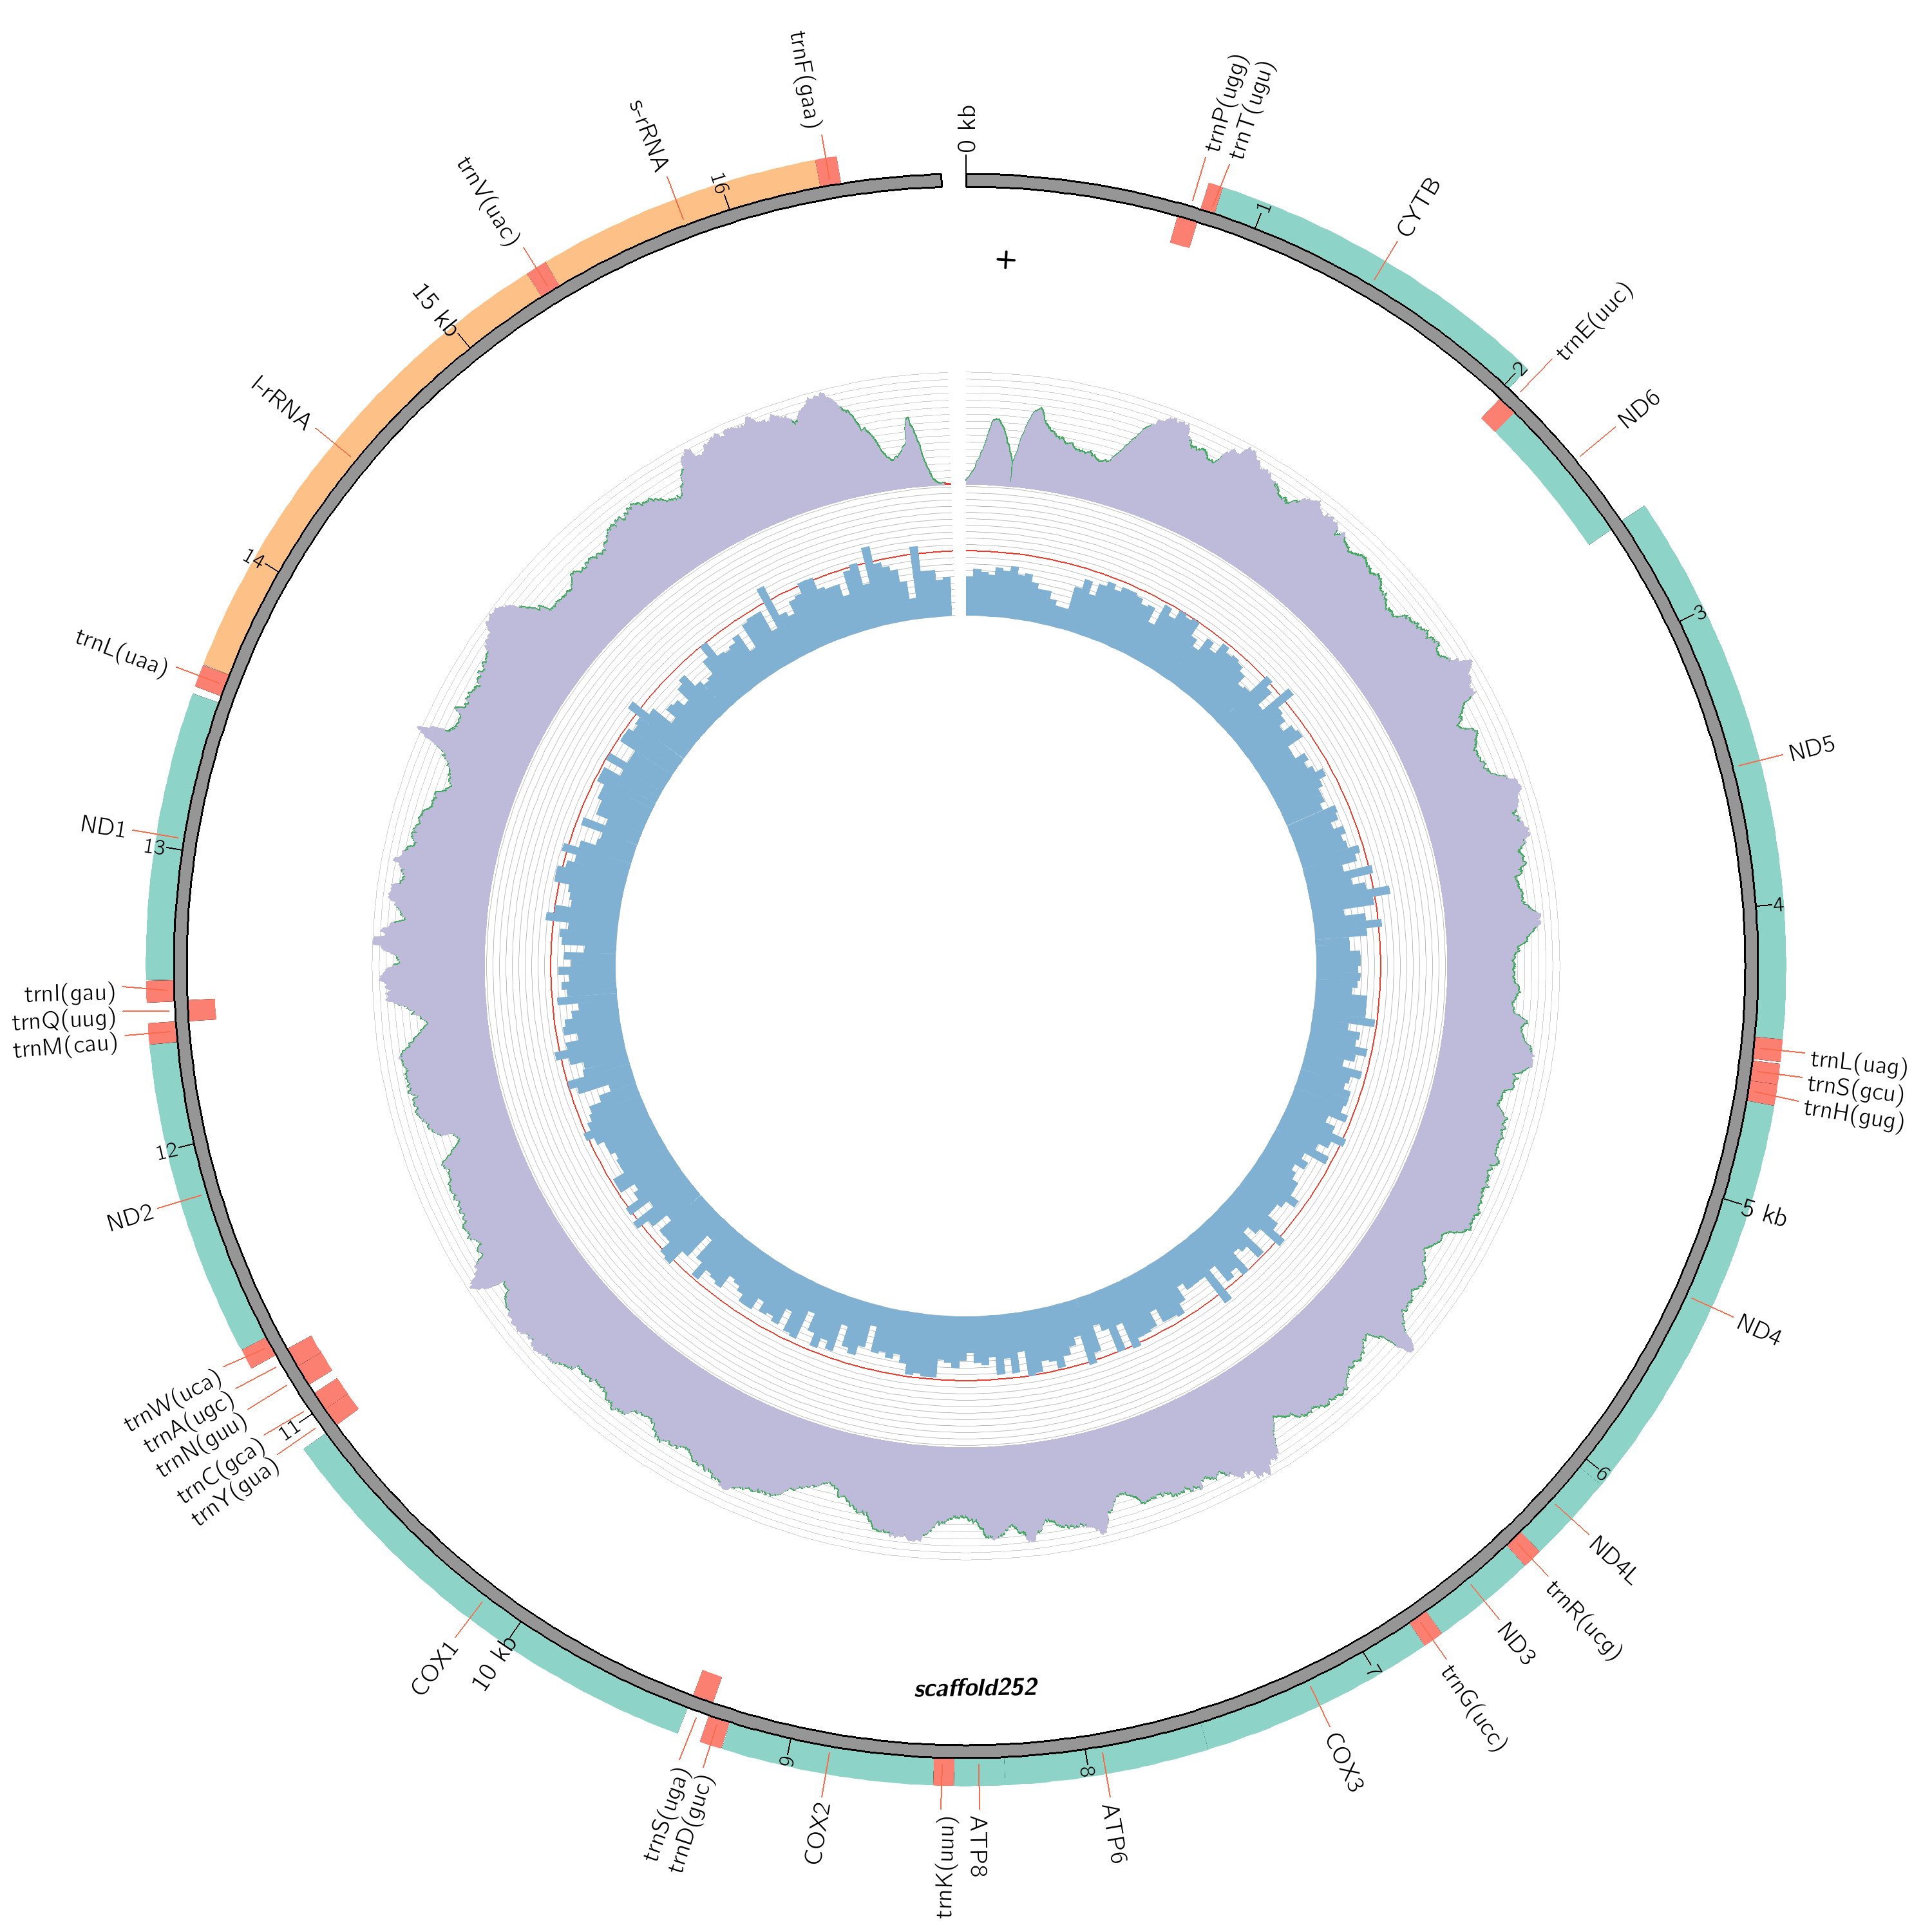 0 kb
trnP(ugg)
trnT(ugu)
1
CYTB
2
trnE(uuc)
ND6
3
ND5
4
trnL(uag)
trnS(gcu)
trnH(gug)
5 kb
ND4
6
ND4L
trnR(ucg)
ND3
trnG(ucc)
7
COX3
8
ATP6
ATP8
trnK(uuu)
COX2
9
trnD(guc)
trnS(uga)
10 kb
COX1
trnY(gua)
trnC(gca)
11
trnN(guu)
trnA(ugc)
trnW(uca)
ND2
12
trnM(cau)
trnQ(uug)
trnI(gau)
13
ND1
trnL(uaa)
14
l-rRNA
15 kb
trnV(uac)
s-rRNA
16
trnF(gaa)
+
scaffold252